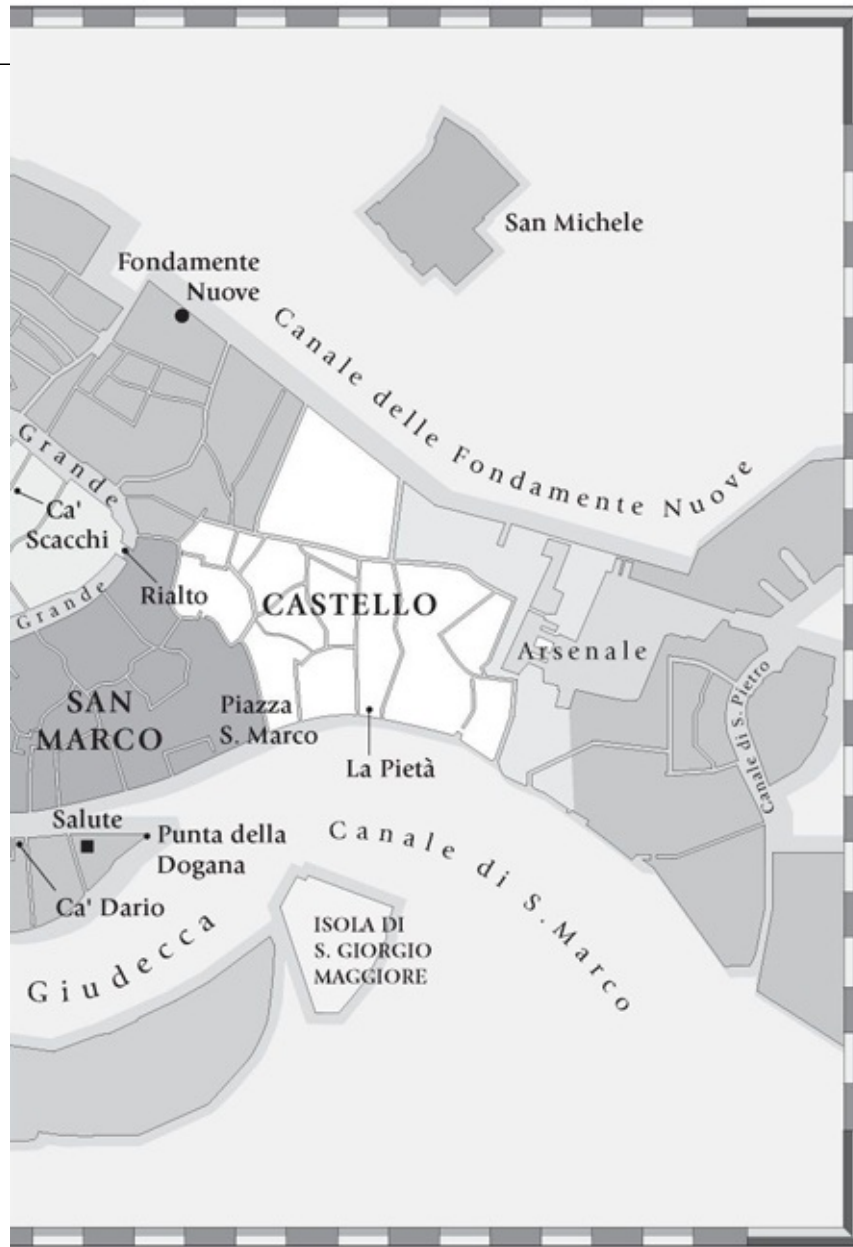 San Michele
Fondamente
Nuove
Canale delle Fondamente Nuove
Grande
Ca'
Scacchi
Rialto
Grande
CASTELLO
Arsenale
SAN
MARCO
Piazza
S. Marco
La Pietà
Canale di S. Pietro
Salute
Punta della
Dogana
Ca' Dario
Canale di S. Marco
ISOLA DI
S. GIORGIO
MAGGIORE
Giudecca